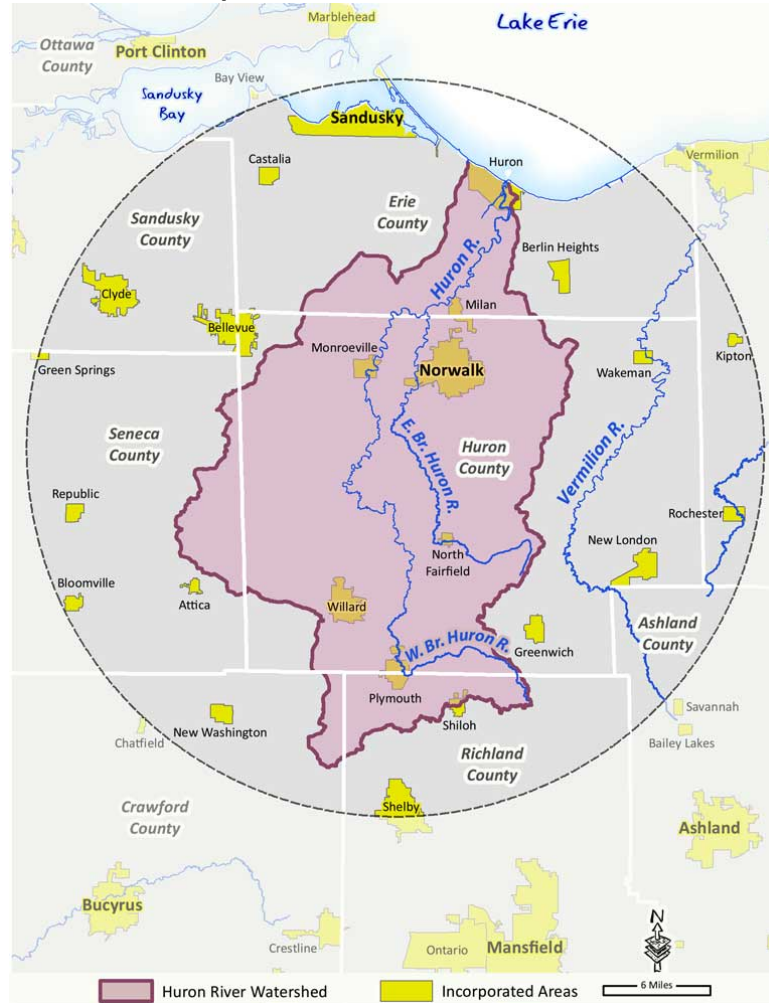 Marblehead
Lake Erie
Ottawa
County
Port Clinton
Bay View
Sandusky
Bay
Sandusky
Castalia
Huron
Vermilion
Erie
County
Sandusky
County
Berlin Heights
Huron R.
Clyde
Bellevue
Milan
Monroeville
Norwalk
Wakeman
Kipton
Green Springs
Seneca
County
E. Br. Huron R.
Huron
County
Vermilion R.
Republic
Rochester
North
Fairfield
New London
Bloomville
Attica
Willard
Ashland
County
W. Br. Huron R.
Greenwich
Plymouth
Savannah
New Washington
Shiloh
Chatfield
Bailey Lakes
Richland
County
Crawford
County
Shelby
Ashland
Bucyrus
N
Crestline
Ontario
Mansfield
Huron River Watershed
Incorporated Areas
6 Miles